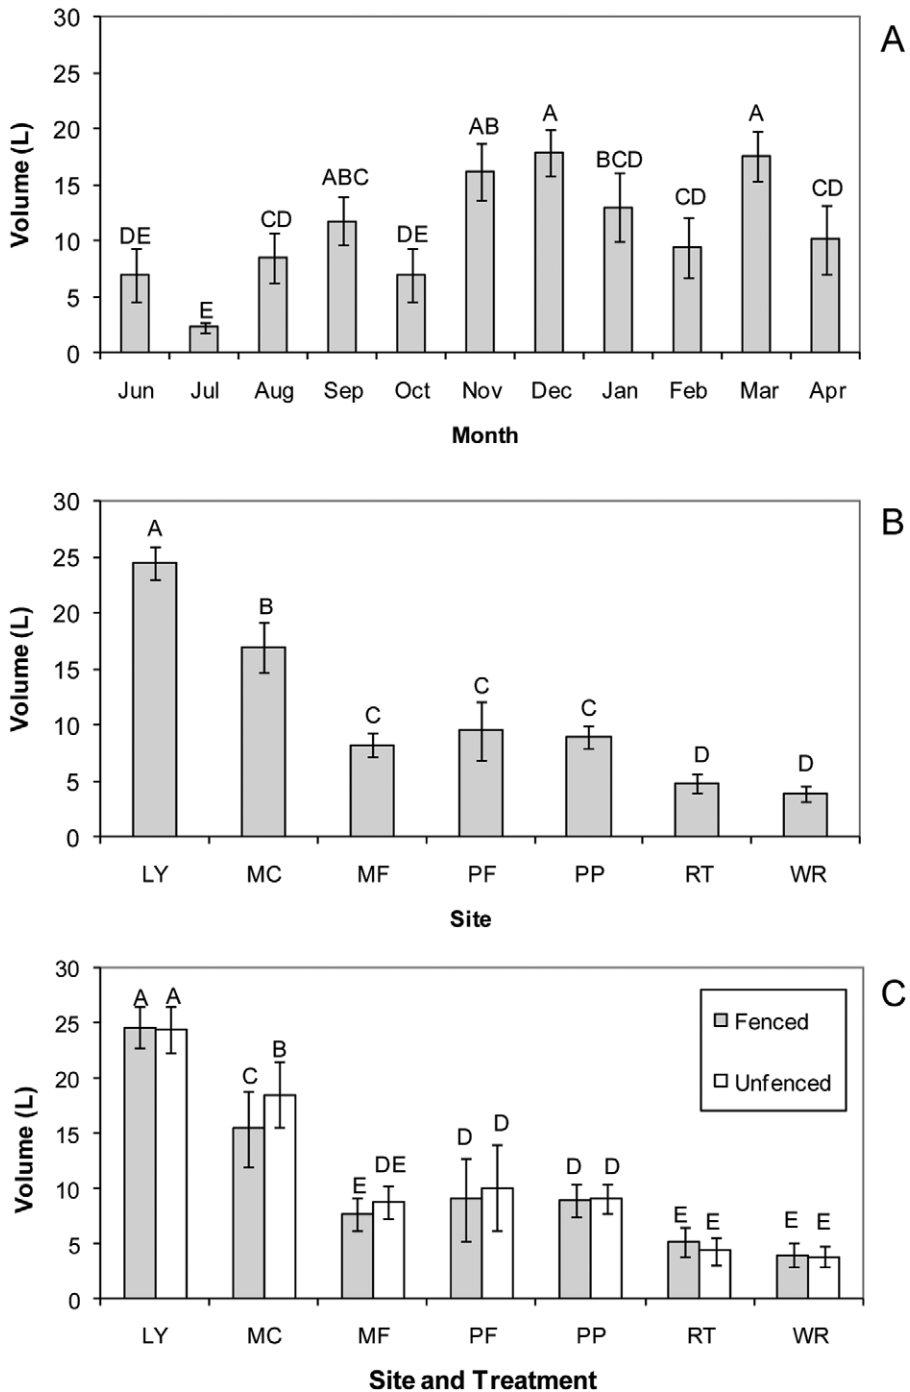 30
A
25
Volume (L)
20
15
10
5
0
DE
E
CD
ABC
DE
AB
A
BCD
CD
A
CD
Jun Jul Aug Sep Oct Nov Dec Jan Feb Mar Apr
Month
30
B
25
Volume (L)
20
15
10
5
0
A
B
C
C
C
D
D
LY MC MF PF PP RT WR
Site
30
C
25
Volume (L)
20
15
10
5
0
A A
C B
E DE
D D
D D
E E
E E
Fenced
Unfenced
LY MC MF PF PP RT WR
Site and Treatment